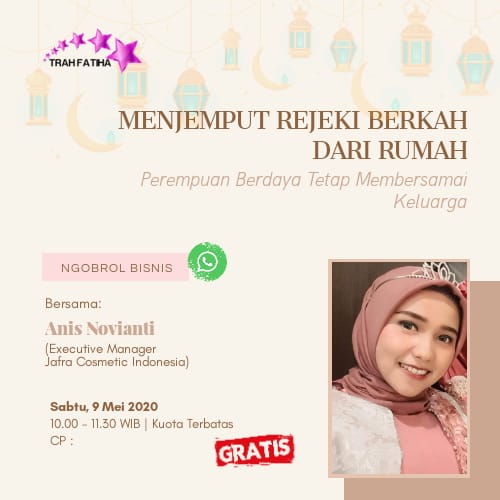 TRAH FATIHA
MENJEMPUT REJEKI BERKAH
DARI RUMAH
Perempuan Berdaya Tetap Membersamai
Keluarga
NGOBROL BISNIS
Bersama:
Anis Novianti
(Executive Manager
Jafra Cosmetic Indonesia)
Sabtu, 9 Mei 2020
10.00 - 11.30 WIB | Kuota Terbatas
CP :
GRATIS